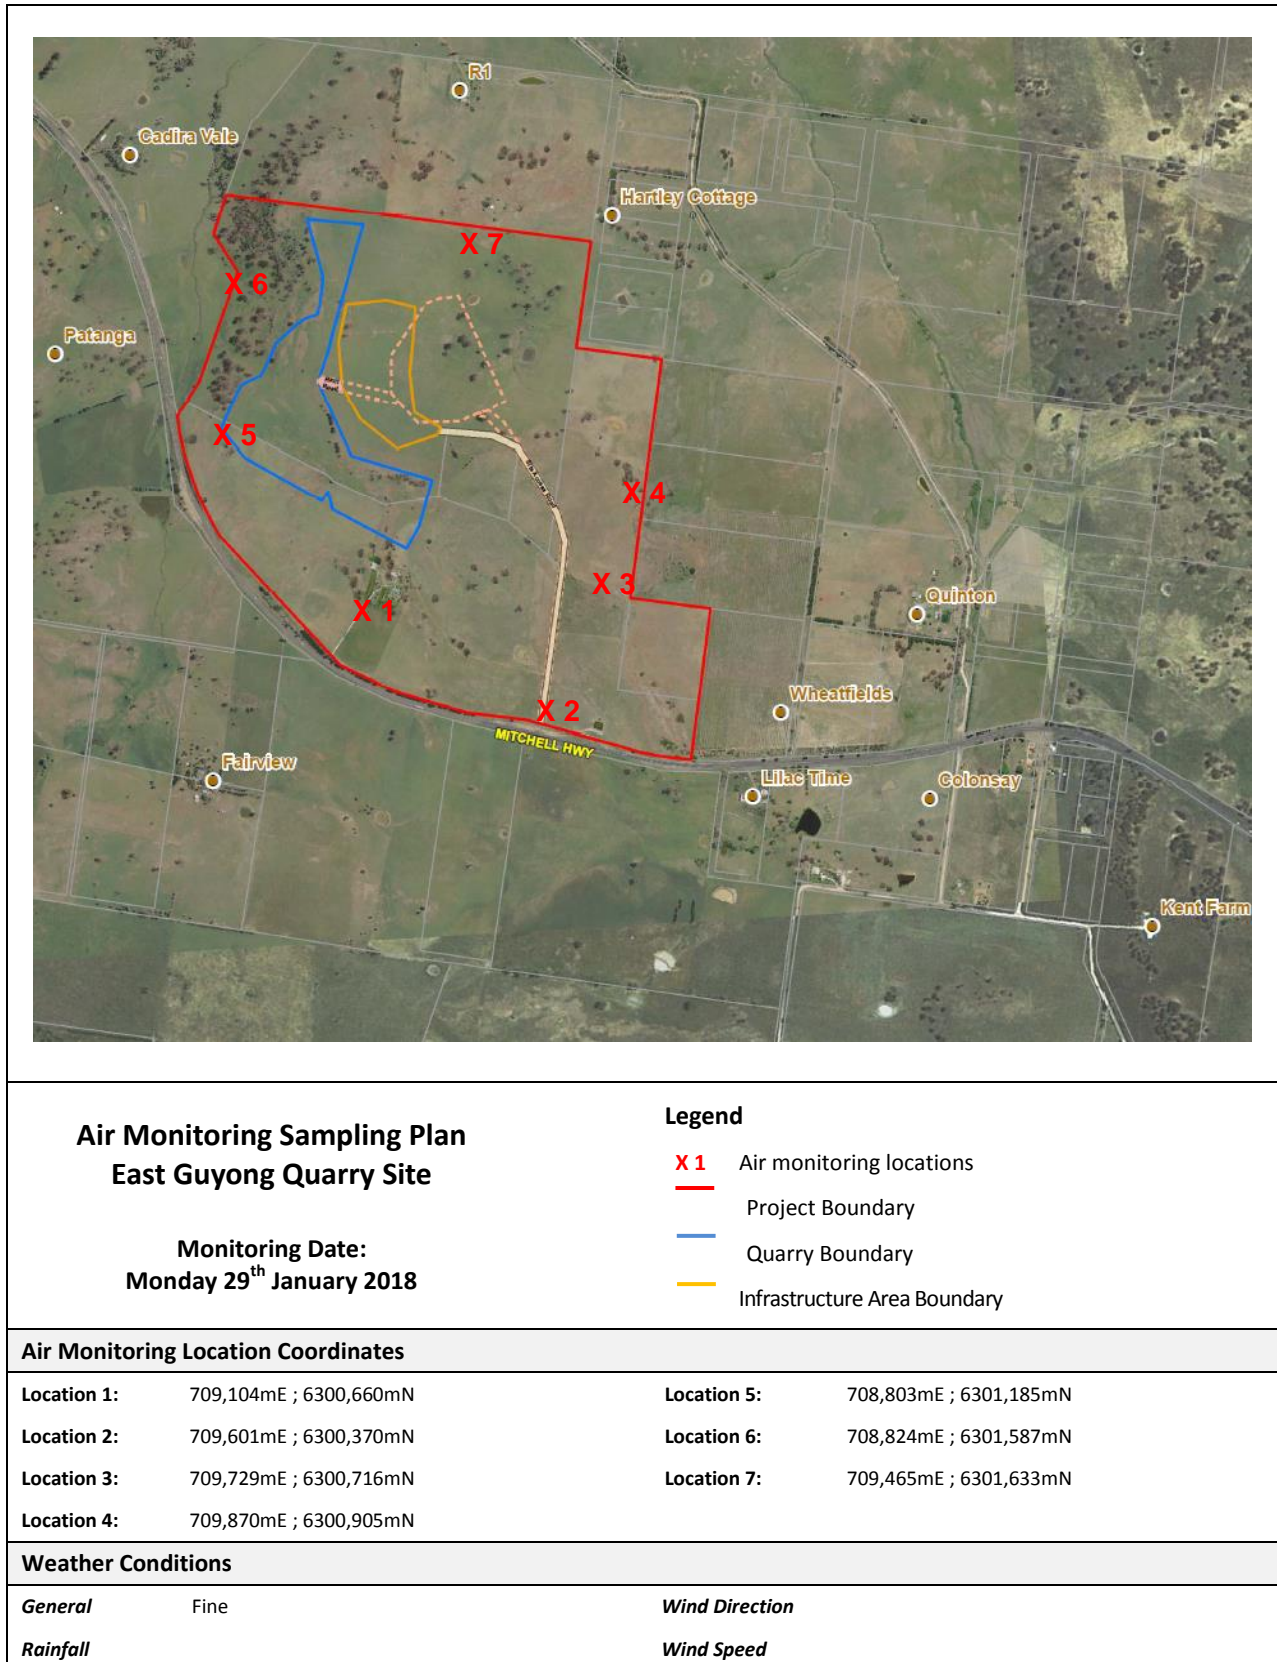 R1
Cadira Vale
Hartley Cottage
X 7
X 6
Patanga
X 5
X 4
X 3
Quinton
X 1
Wheatfields
X 2
MITCHELL HWY
Fairview
Lilac Time
Colonsay
Kent Farm
Air Monitoring Sampling Plan
East Guyong Quarry Site
Monitoring Date:
Monday 29th January 2018
Legend
X 1 Air monitoring locations
Project Boundary
Quarry Boundary
Infrastructure Area Boundary
Air Monitoring Location Coordinates
Location 1: 709,104mE ; 6300,660mN
Location 5: 708,803mE ; 6301,185mN
Location 2: 709,601mE ; 6300,370mN
Location 6: 708,824mE ; 6301,587mN
Location 3: 709,729mE ; 6300,716mN
Location 7: 709,465mE ; 6301,633mN
Location 4: 709,870mE ; 6300,905mN
Weather Conditions
General Fine
Wind Direction
Rainfall
Wind Speed